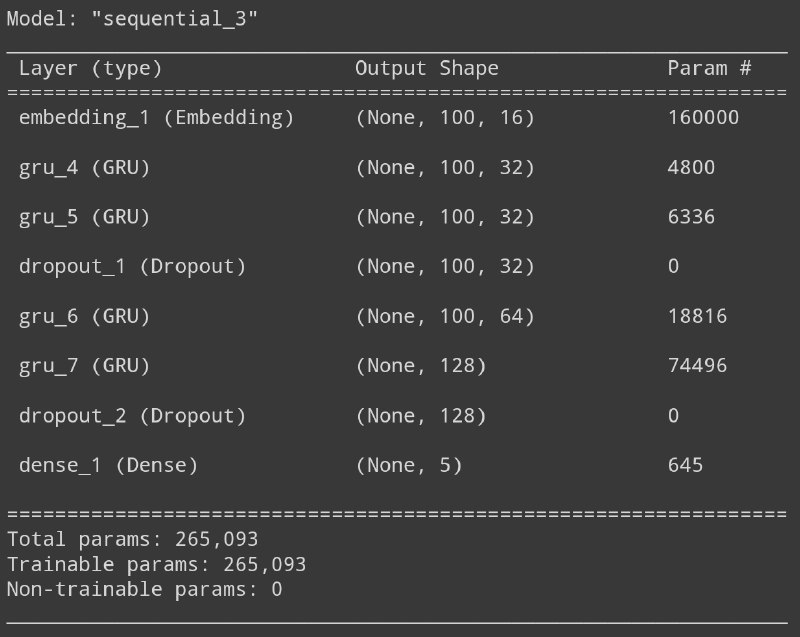 Model: "sequential_3"
Layer (type) Output Shape Param #
=================================================================
embedding_1 (Embedding) (None, 100, 16) 160000
gru_4 (GRU) (None, 100, 32) 4800
gru_5 (GRU) (None, 100, 32) 6336
dropout_1 (Dropout) (None, 100, 32) 0
gru_6 (GRU) (None, 100, 64) 18816
gru_7 (GRU) (None, 128) 74496
dropout_2 (Dropout) (None, 128) 0
dense_1 (Dense) (None, 5) 645
=================================================================
Total params: 265,093
Trainable params: 265,093
Non-trainable params: 0